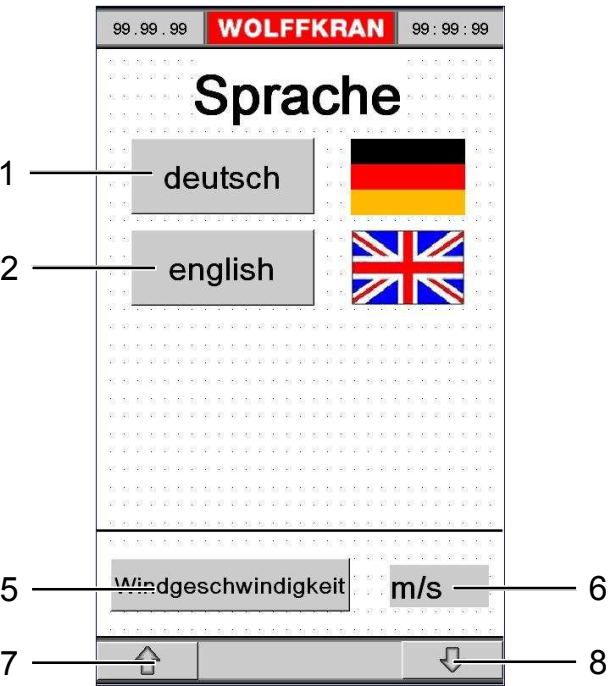 99.99.99 WOLFFKRAN 99:99:99
Sprache
1 deutsch
2 english
5 Windgeschwindigkeit m/s 6
7 8